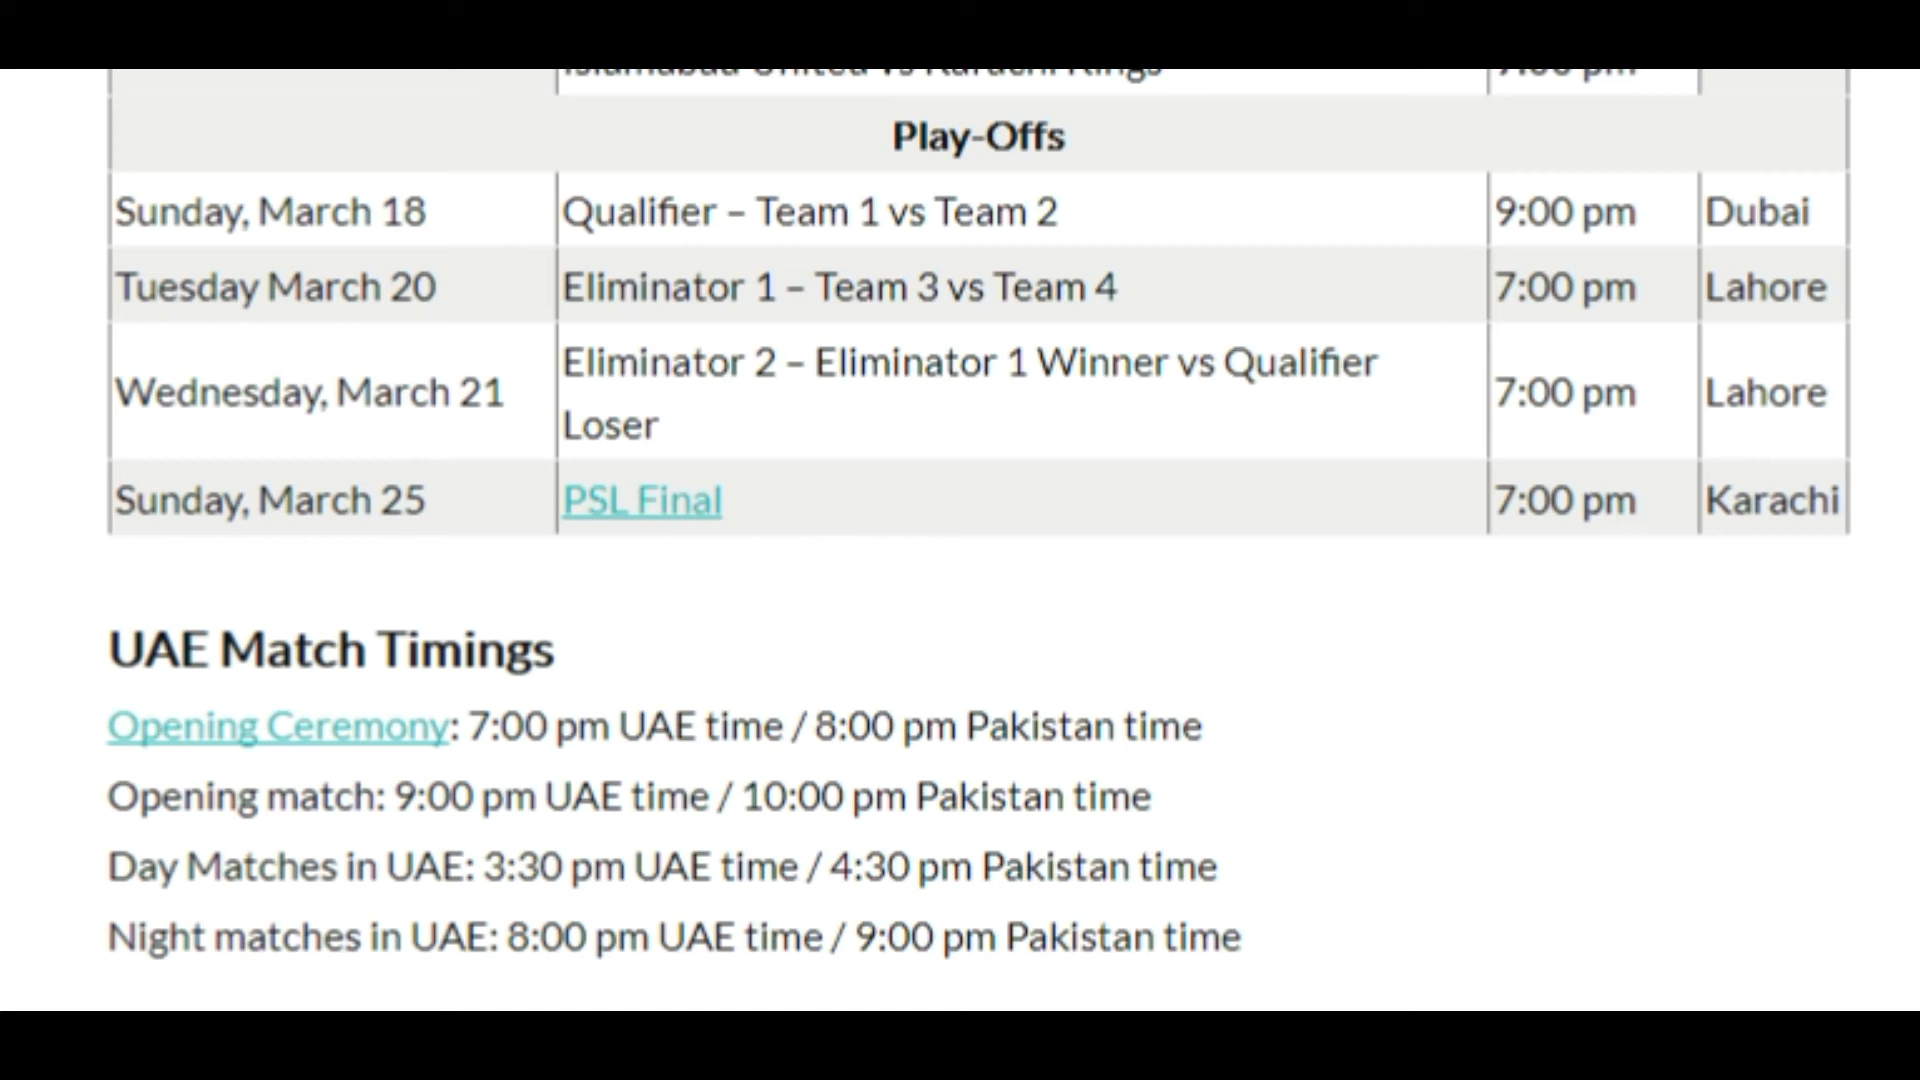 Islamabad United vs Karachi Kings
Play-Offs
Sunday, March 18
Qualifier – Team 1 vs Team 2
9:00 pm
Dubai
Tuesday March 20
Eliminator 1 – Team 3 vs Team 4
7:00 pm
Lahore
Wednesday, March 21
Eliminator 2 – Eliminator 1 Winner vs Qualifier
Loser
7:00 pm
Lahore
Sunday, March 25
PSL Final
7:00 pm
Karachi
UAE Match Timings
Opening Ceremony: 7:00 pm UAE time / 8:00 pm Pakistan time
Opening match: 9:00 pm UAE time / 10:00 pm Pakistan time
Day Matches in UAE: 3:30 pm UAE time / 4:30 pm Pakistan time
Night matches in UAE: 8:00 pm UAE time / 9:00 pm Pakistan time